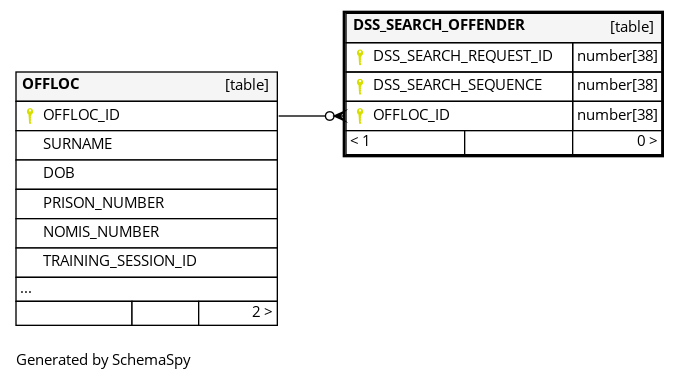 DSS_SEARCH_OFFENDER [table]
DSS_SEARCH_REQUEST_ID number[38]
DSS_SEARCH_SEQUENCE number[38]
OFFLOC_ID number[38]
< 1 0 >
OFFLOC [table]
OFFLOC_ID
SURNAME
DOB
PRISON_NUMBER
NOMIS_NUMBER
TRAINING_SESSION_ID
...
2 >
Generated by SchemaSpy